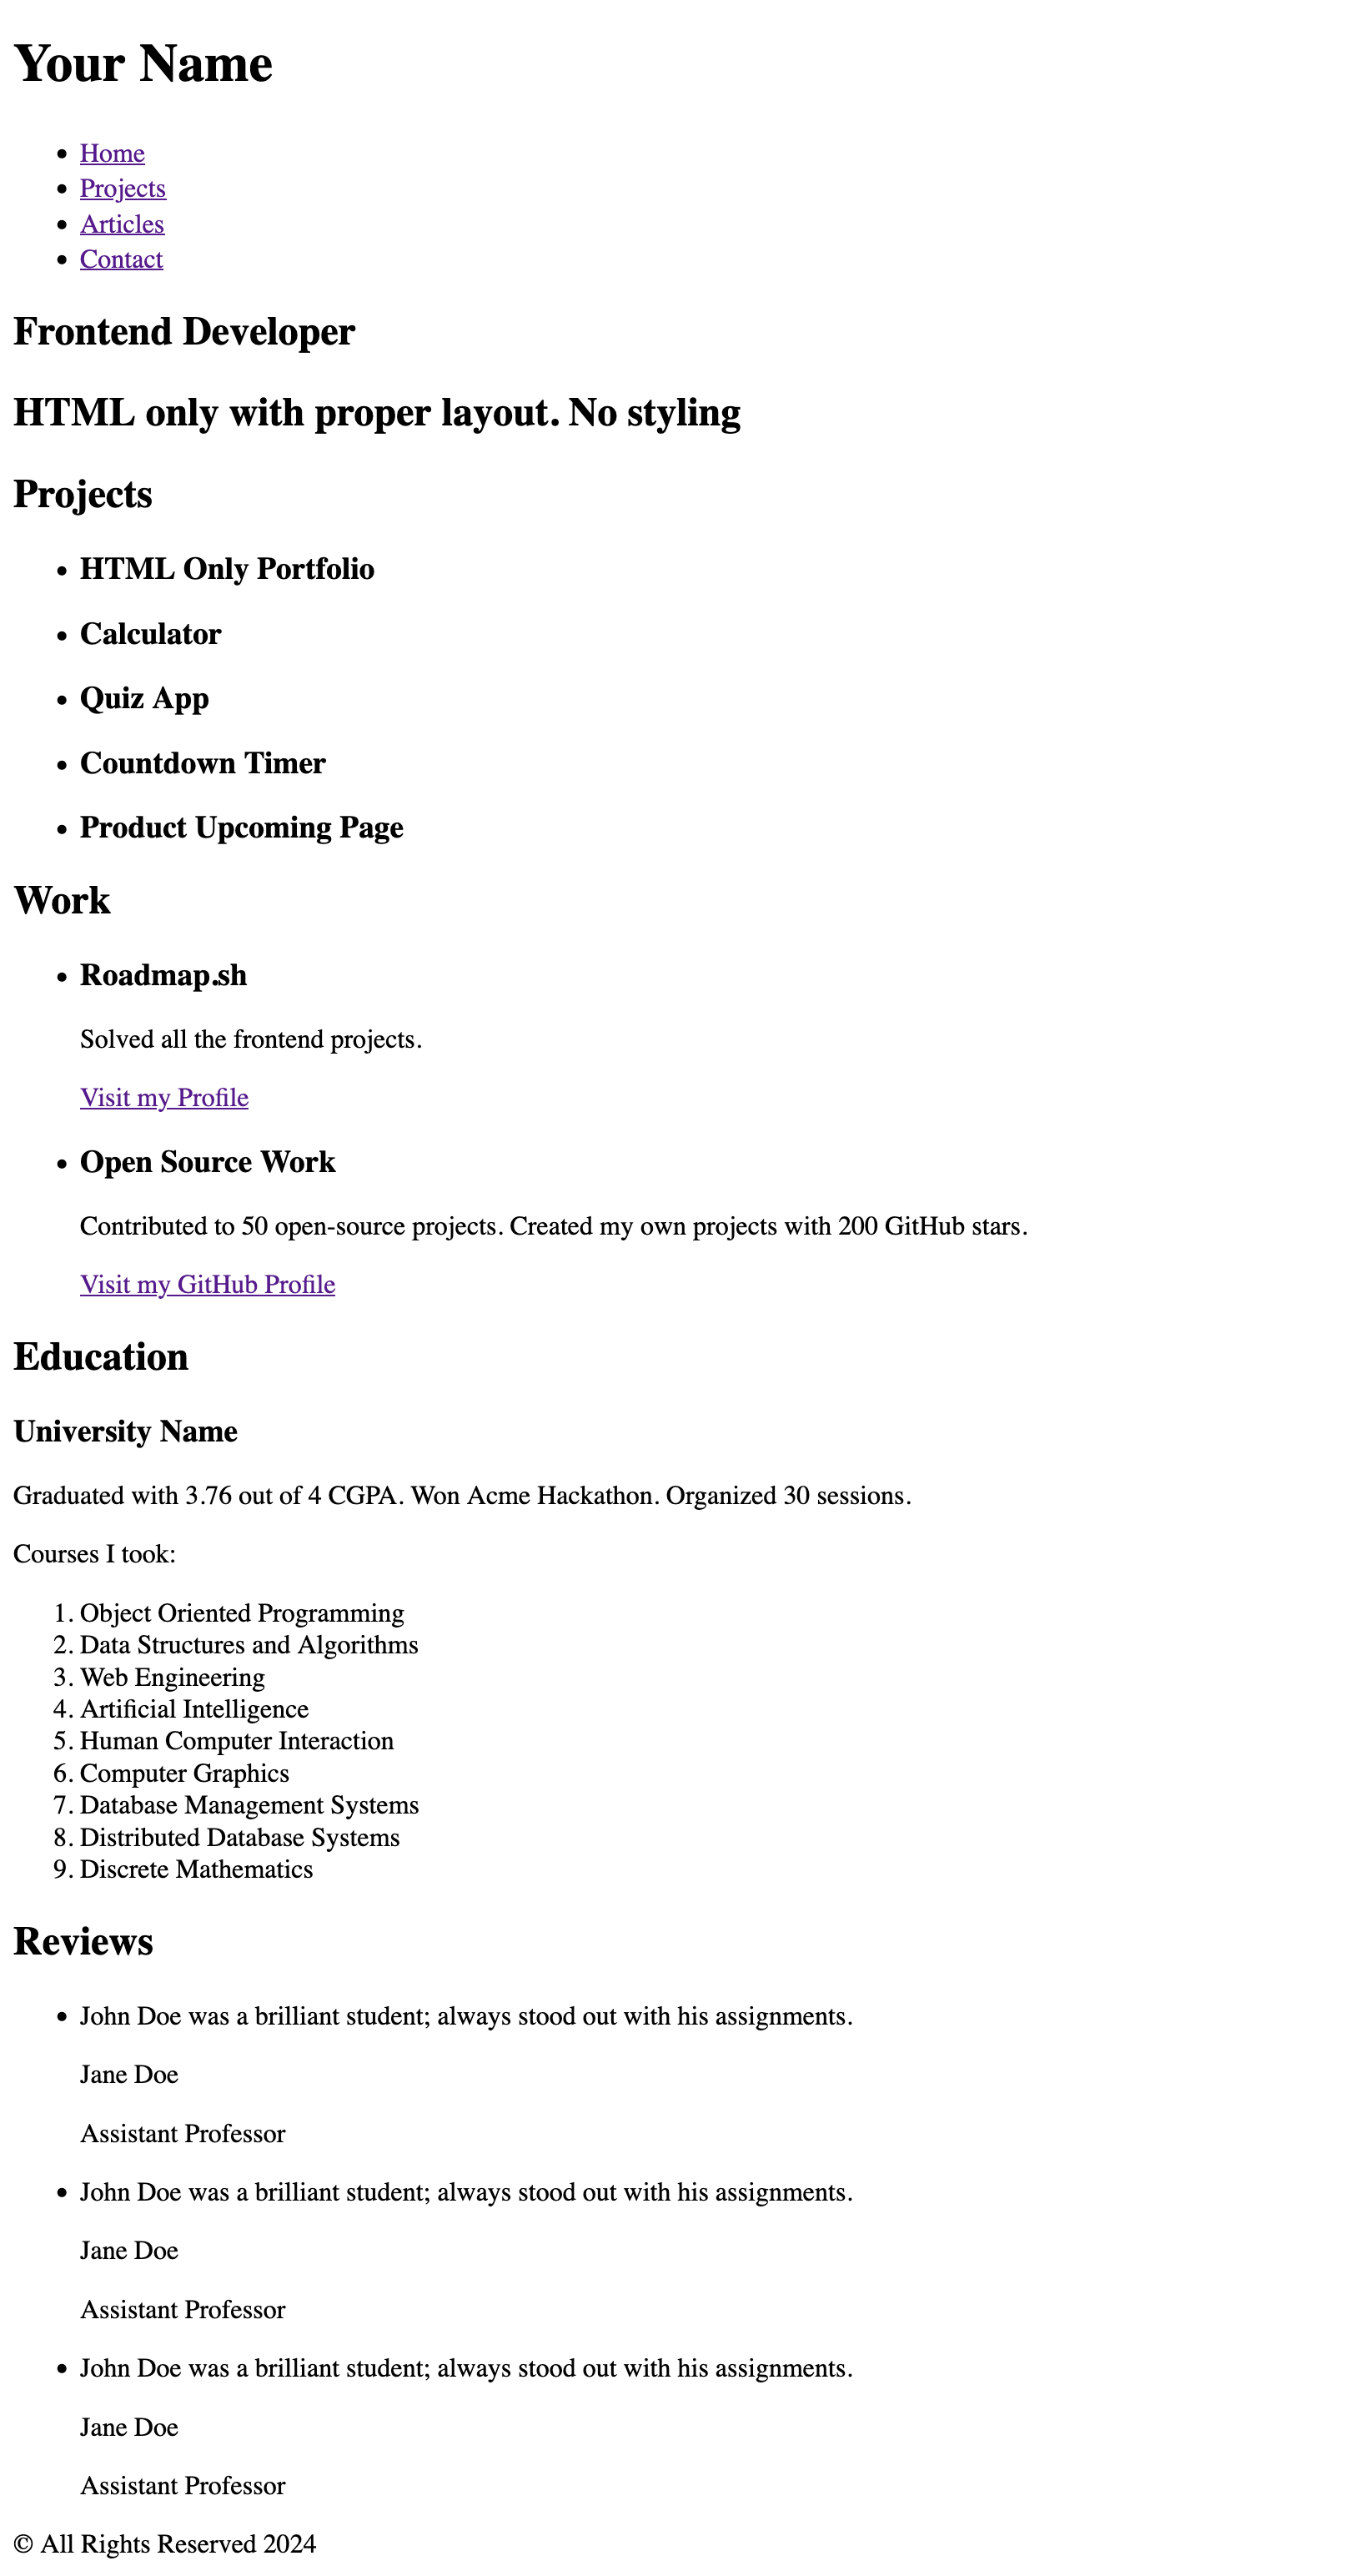 Your Name
Home
Projects
Articles
Contact
Frontend Developer
HTML only with proper layout. No styling
Projects
HTML Only Portfolio
Calculator
Quiz App
Countdown Timer
Product Upcoming Page
Work
Roadmap.sh
Solved all the frontend projects.
Visit my Profile
Open Source Work
Contributed to 50 open-source projects. Created my own projects with 200 GitHub stars.
Visit my GitHub Profile
Education
University Name
Graduated with 3.76 out of 4 CGPA. Won Acme Hackathon. Organized 30 sessions.
Courses I took:
1. Object Oriented Programming
2. Data Structures and Algorithms
3. Web Engineering
4. Artificial Intelligence
5. Human Computer Interaction
6. Computer Graphics
7. Database Management Systems
8. Distributed Database Systems
9. Discrete Mathematics
Reviews
John Doe was a brilliant student; always stood out with his assignments.
Jane Doe
Assistant Professor
John Doe was a brilliant student; always stood out with his assignments.
Jane Doe
Assistant Professor
John Doe was a brilliant student; always stood out with his assignments.
Jane Doe
Assistant Professor
© All Rights Reserved 2024